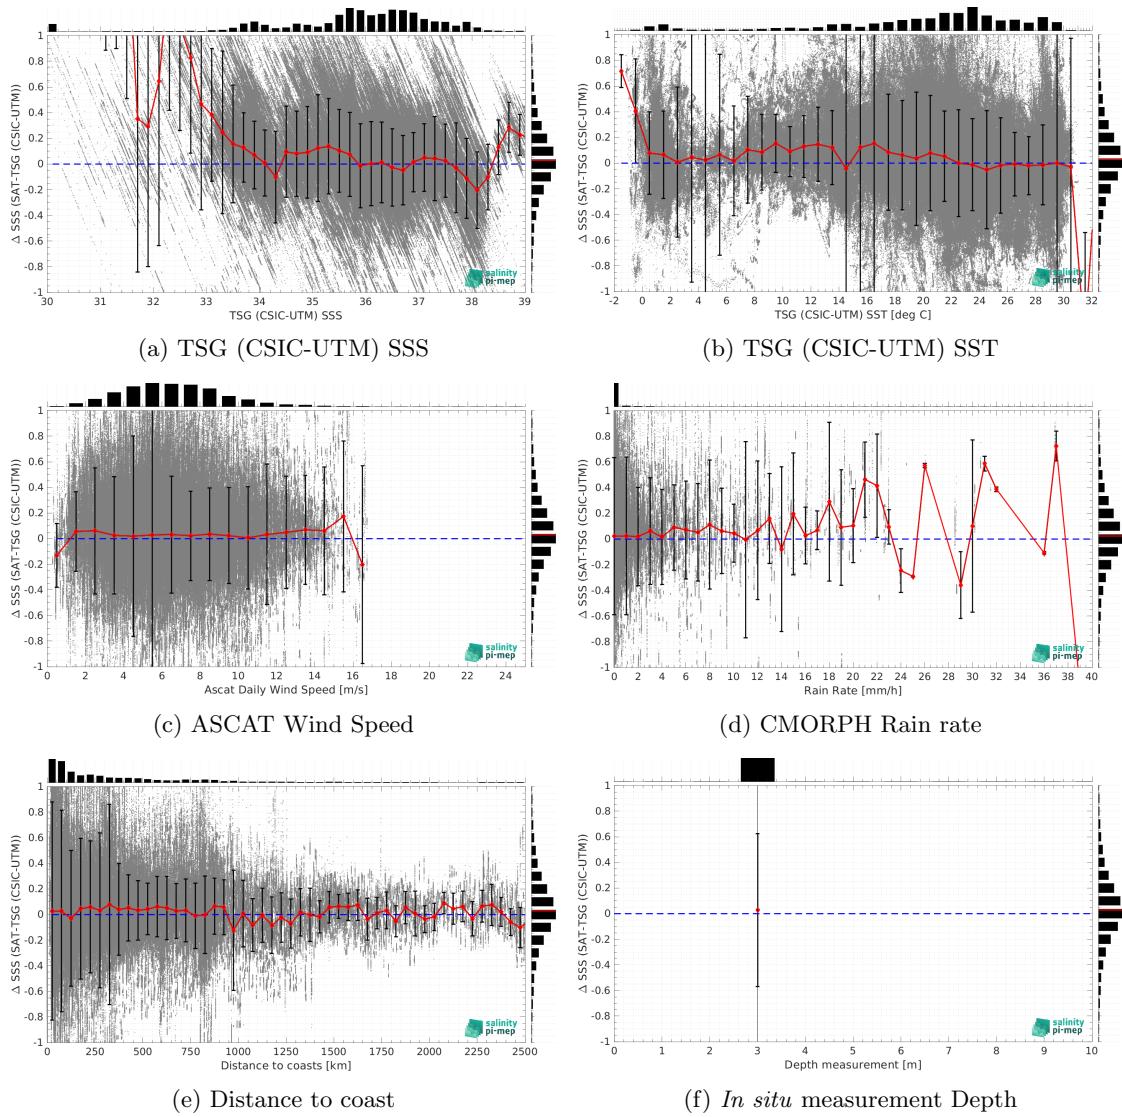 1
0.8
0.6
0.4
0.2
0
-0.2
-0.4
-0.6
-0.8
-1
Δ SSS (SAT-TSG (CSIC-UTM))
30 31 32 33 34 35 36 37 38 39
TSG (CSIC-UTM) SSS
salinity
pi-mep
(a) TSG (CSIC-UTM) SSS
1
0.8
0.6
0.4
0.2
0
-0.2
-0.4
-0.6
-0.8
-1
Δ SSS (SAT-TSG (CSIC-UTM))
-2 0 2 4 6 8 10 12 14 16 18 20 22 24 26 28 30 32
TSG (CSIC-UTM) SST [deg C]
salinity
pi-mep
(b) TSG (CSIC-UTM) SST
1
0.8
0.6
0.4
0.2
0
-0.2
-0.4
-0.6
-0.8
-1
Δ SSS (SAT-TSG (CSIC-UTM))
0 2 4 6 8 10 12 14 16 18 20 22 24
Ascat Daily Wind Speed [m/s]
salinity
pi-mep
(c) ASCAT Wind Speed
1
0.8
0.6
0.4
0.2
0
-0.2
-0.4
-0.6
-0.8
-1
Δ SSS (SAT-TSG (CSIC-UTM))
0 2 4 6 8 10 12 14 16 18 20 22 24 26 28 30 32 34 36 38 40
Rain Rate [mm/h]
salinity
pi-mep
(d) CMORPH Rain rate
1
0.8
0.6
0.4
0.2
0
-0.2
-0.4
-0.6
-0.8
-1
Δ SSS (SAT-TSG (CSIC-UTM))
0 250 500 750 1000 1250 1500 1750 2000 2250 2500
Distance to coasts [km]
salinity
pi-mep
(e) Distance to coast
1
0.8
0.6
0.4
0.2
0
-0.2
-0.4
-0.6
-0.8
-1
Δ SSS (SAT-TSG (CSIC-UTM))
0 1 2 3 4 5 6 7 8 9 10
Depth measurement [m]
salinity
pi-mep
(f) In situ measurement Depth